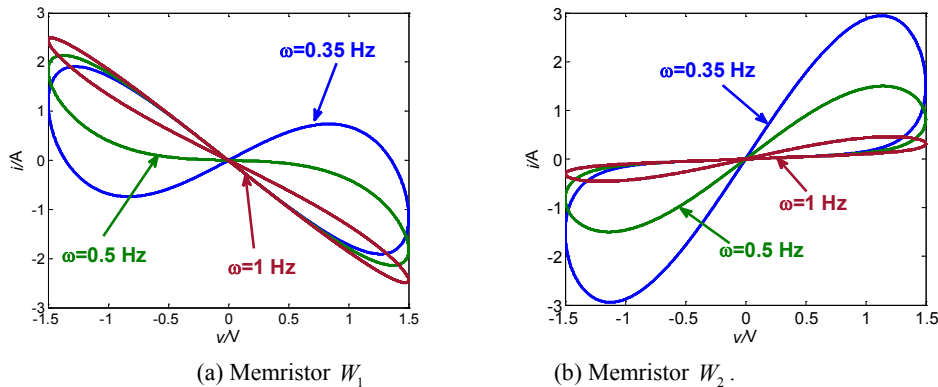 3
2
1
0
-1
-2
-3
-1.5 -1 -0.5 0 0.5 1 1.5
i/A
v/V
ω=0.35 Hz
ω=0.5 Hz
ω=1 Hz
(a) Memristor W₁
3
2
1
0
-1
-2
-3
-1.5 -1 -0.5 0 0.5 1 1.5
i/A
v/V
ω=0.35 Hz
ω=1 Hz
ω=0.5 Hz
(b) Memristor W₂ .